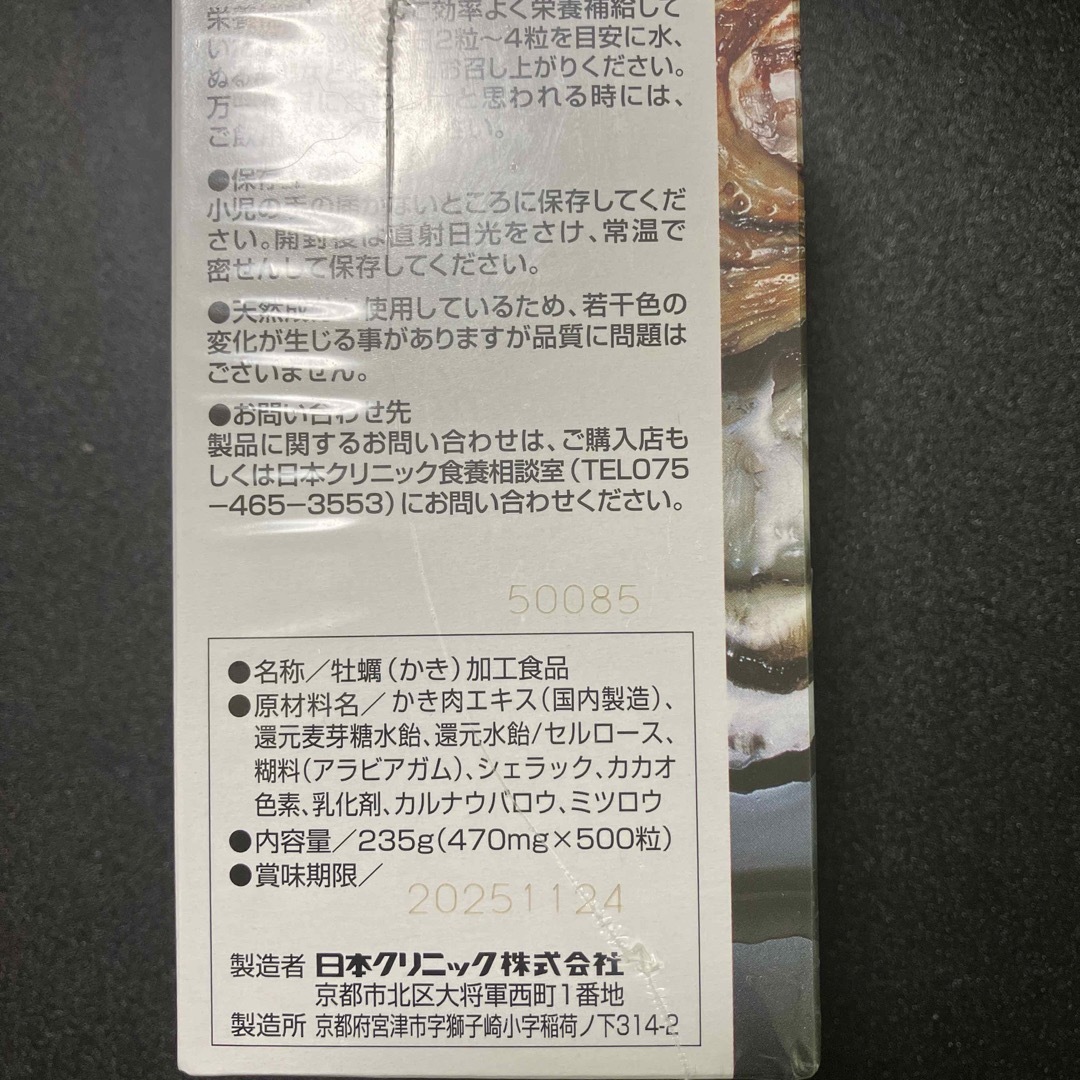 効率よく栄養補給して
日2粒〜4粒を目安に水、
お召し上がりください。
と思われる時には、
●保存
小児の手の届かないところに保存してくだ
さい。開封後は直射日光をさけ、常温で
密せんして保存してください。
●天然成 使用しているため、若干色の
変化が生じる事がありますが品質に問題は
ございません。
●お問い合わせ先
製品に関するお問い合わせは、ご購入店も
しくは日本クリニック食養相談室(TEL075
-465-3553)にお問い合わせください。
50085
●名称/牡蠣(かき)加工食品
●原材料名/かき肉エキス(国内製造)、
還元麦芽糖水飴、還元水飴/セルロース、
糊料(アラビアガム)、シェラック、カカオ
色素、乳化剤、カルナウバロウ、ミツロウ
●内容量/235g(470mg×500粒)
●賞味期限/
20251124
製造者 日本クリニック株式会社
京都市北区大将軍西町1番地
製造所 京都府宮津市字獅子崎小字稲荷ノ下314-2